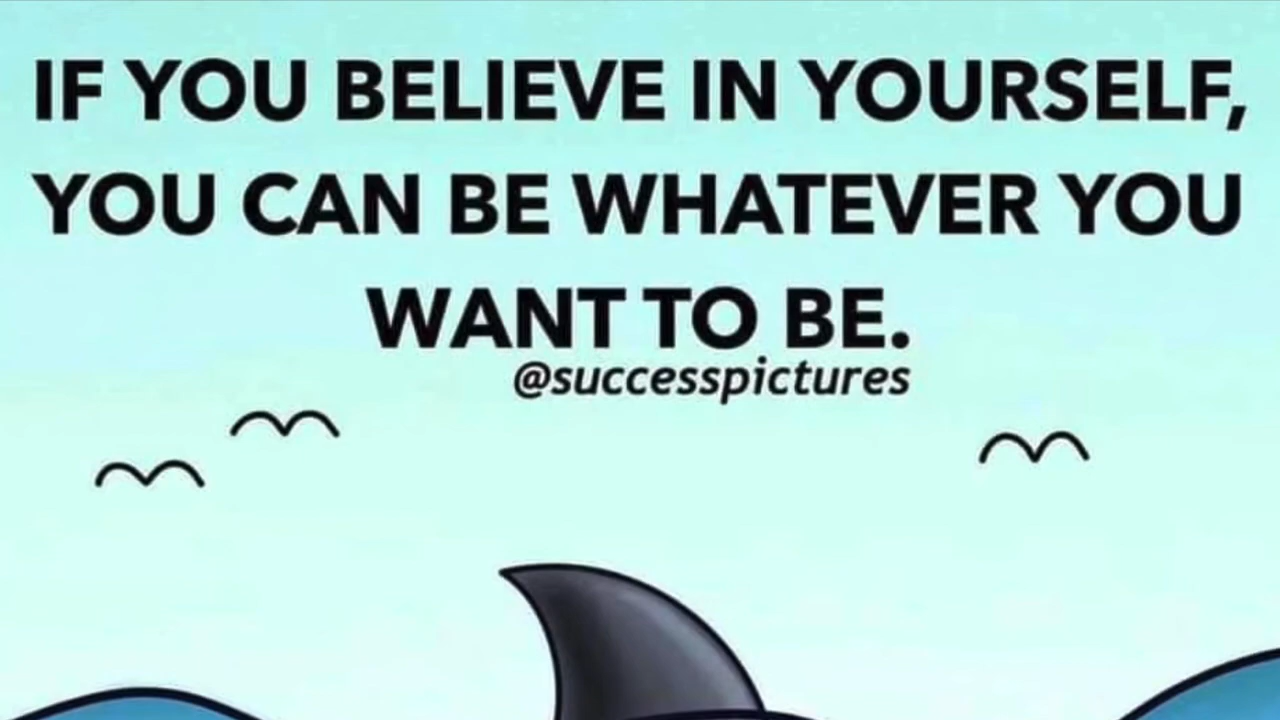 IF YOU BELIEVE IN YOURSELF,
YOU CAN BE WHATEVER YOU
WANT TO BE.
@successpictures